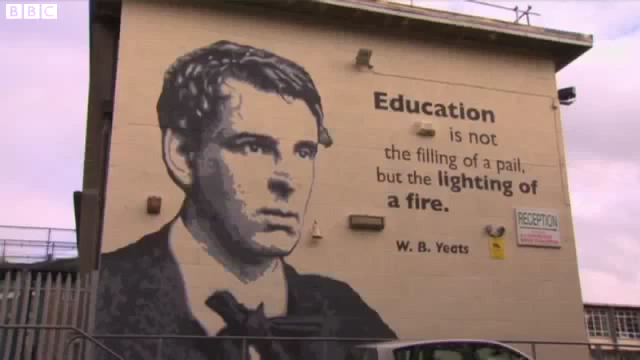 BBC
Education
is not
the filling of a pail,
but the lighting of
a fire.
W. B. Yeats
RECEPTION